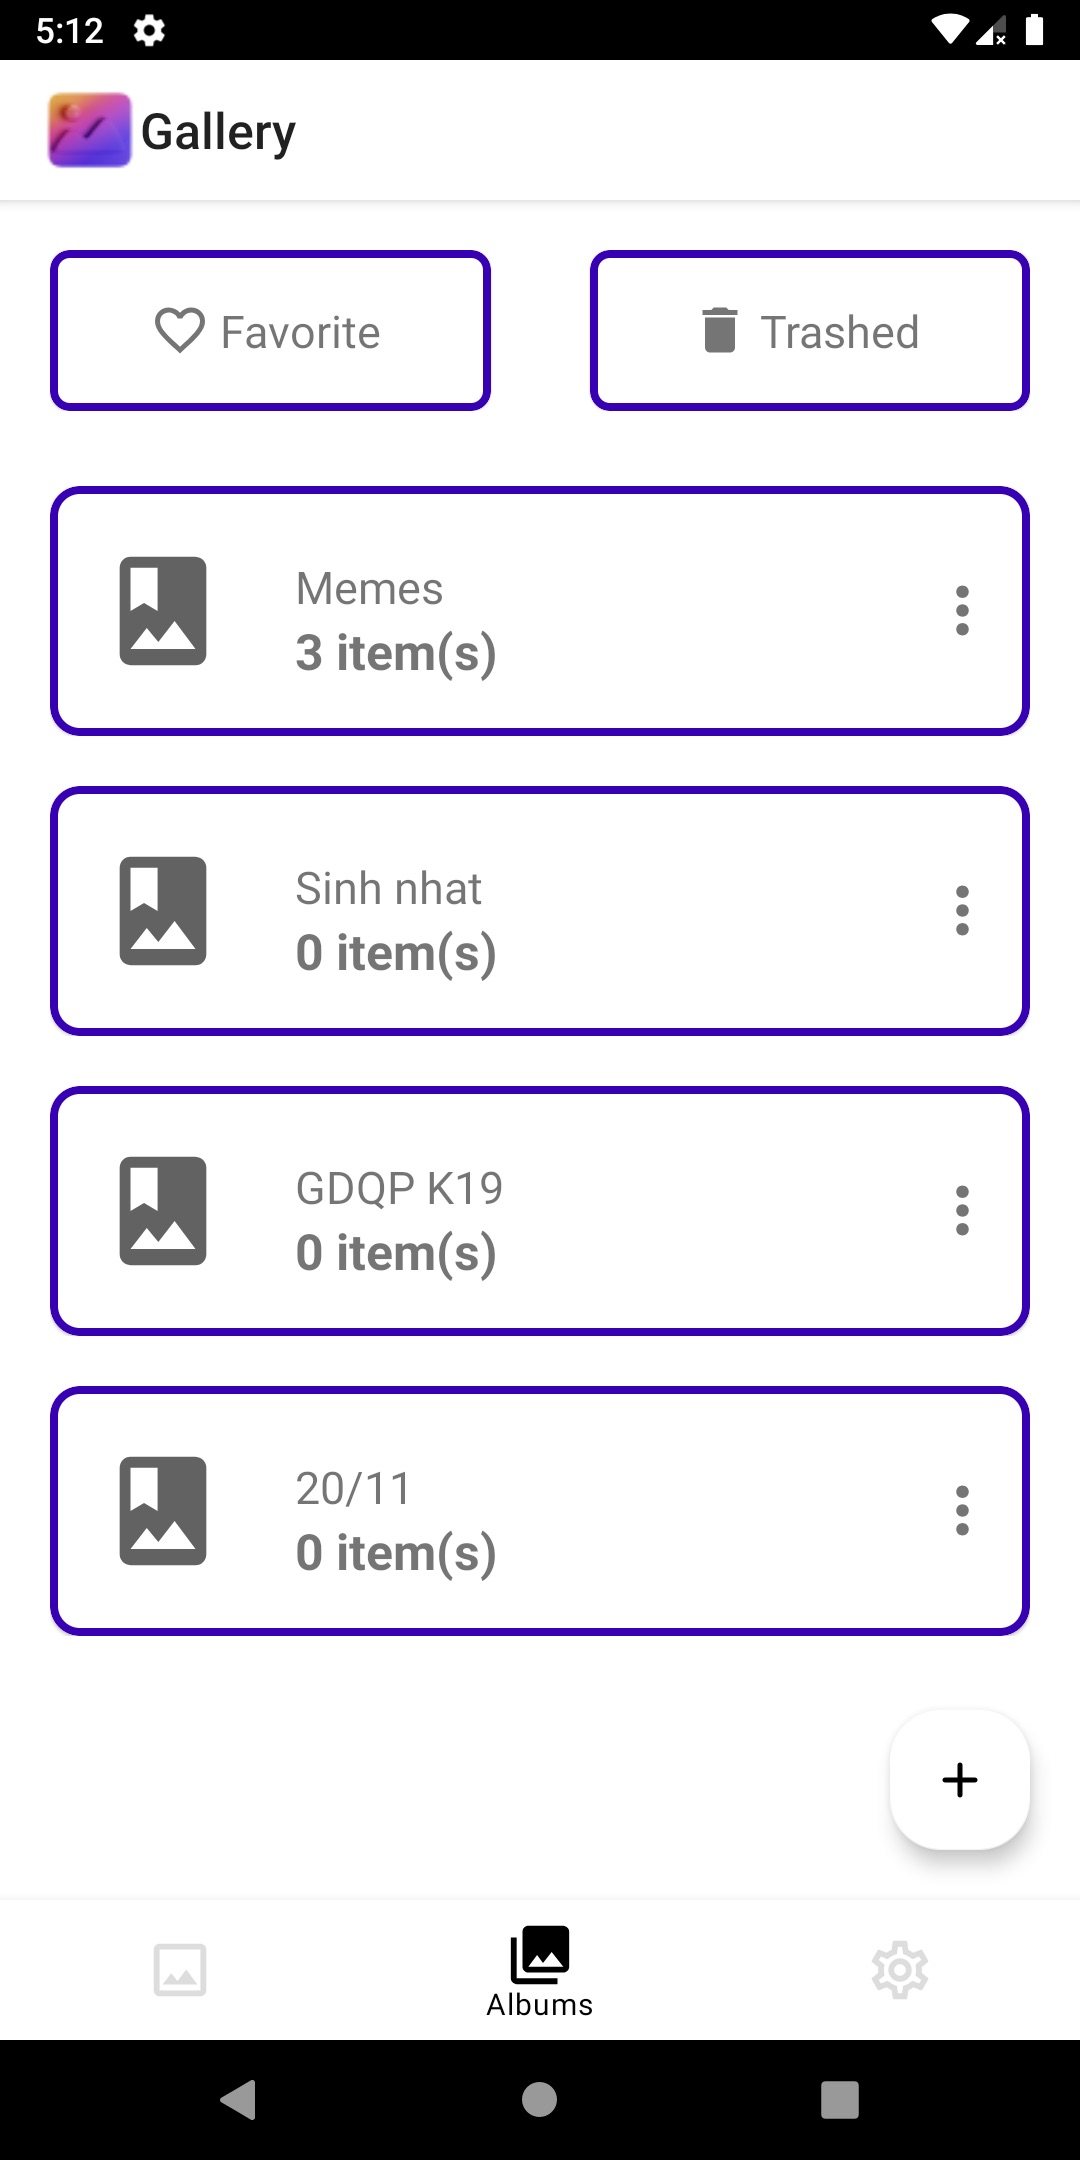 5:12
Gallery
Favorite
Trashed
Memes
3 item(s)
Sinh nhat
0 item(s)
GDQP K19
0 item(s)
20/11
0 item(s)
Albums